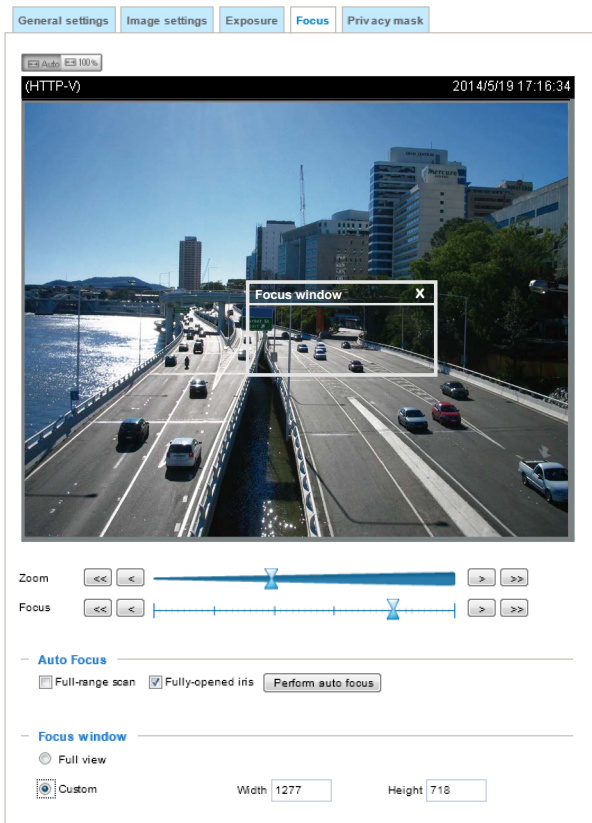 General settings Image settings Exposure Focus Privacy mask
Auto 100%
(HTTP-V) 2014/5/19 17:16:34
Mercure
Focus window X
Zoom << < > >>
Focus << < > >>
Auto Focus
Full-range scan Fully-opened iris Perform auto focus
Focus window
Full view
Custom Width 1277 Height 718